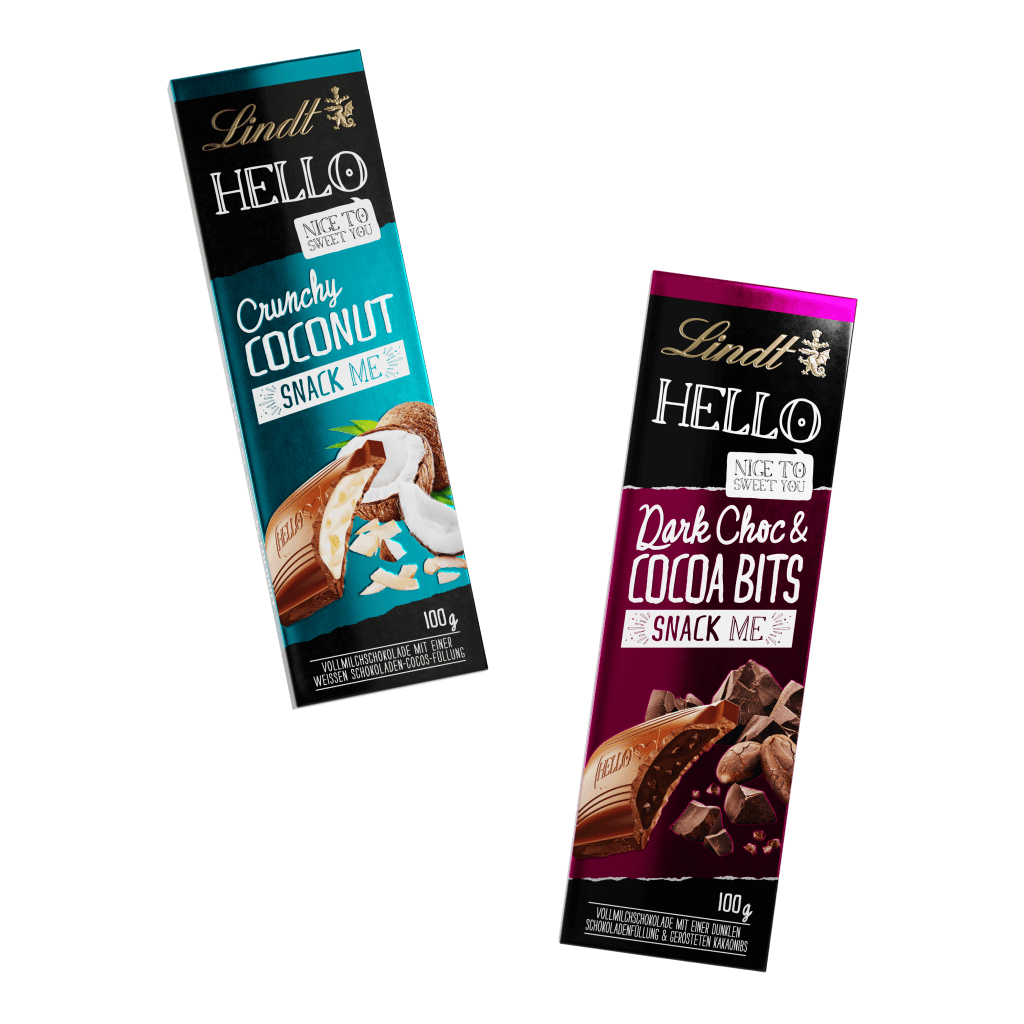 Lindt
HELLO
NICE TO
SWEET YOU
Crunchy
COCONUT
SNACK ME
HELLO
100g
VOLLMILCHSCHOKOLADE MIT EINER
WEISSEN SCHOKOLADEN-COCOS-FÜLLUNG
Lindt
HELLO
NICE TO
SWEET YOU
Dark Choc &
COCOA BITS
SNACK ME
HELLO
100g
VOLLMILCHSCHOKOLADE MIT EINER DUNKLEN
SCHOKOLADENFÜLLUNG & GERÖSTETEN KAKAONIBS